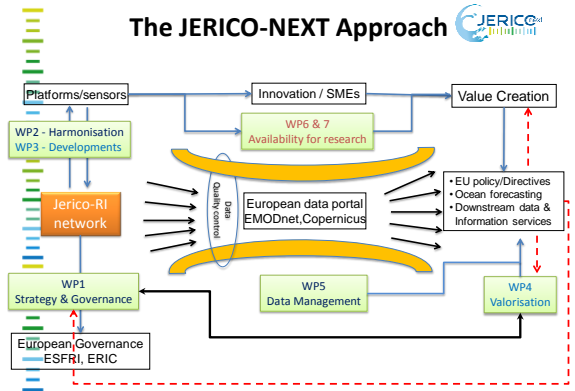 The JERICO-NEXT Approach
JERICO next
Platforms/sensors
Innovation / SMEs
Value Creation
WP2 - Harmonisation
WP3 - Developments
WP6 & 7
Availability for research
Jerico-RI
network
Data
Quality control
European data portal
EMODnet,Copernicus
• EU policy/Directives
• Ocean forecasting
• Downstream data &
Information services
WP1
Strategy & Governance
WP5
Data Management
WP4
Valorisation
European Governance
ESFRI, ERIC